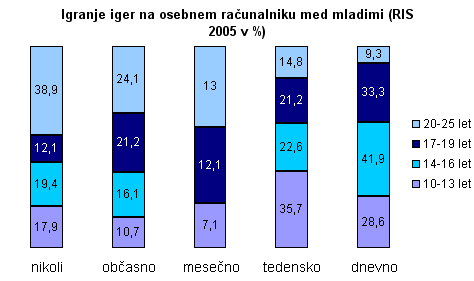 Igranje iger na osebnem računalniku med mladimi (RIS
2005 v %)
38,9
24,1
13
14,8
9,3
12,1
21,2
12,1
21,2
33,3
19,4
16,1
22,6
41,9
17,9
10,7
7,1
35,7
28,6
20-25 let
17-19 let
14-16 let
10-13 let
nikoli
občasno
mesečno
tedensko
dnevno